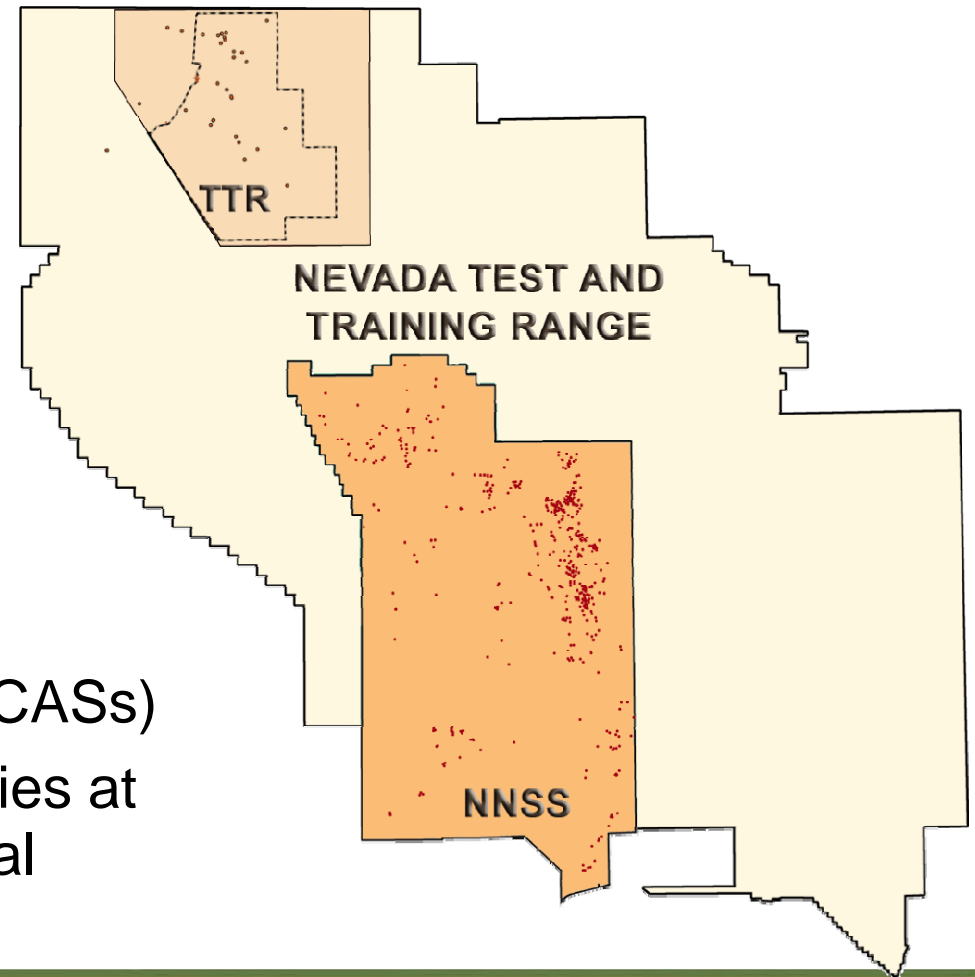 TTR
NEVADA TEST AND
TRAINING RANGE
CASs)
ies at
NNSS
al